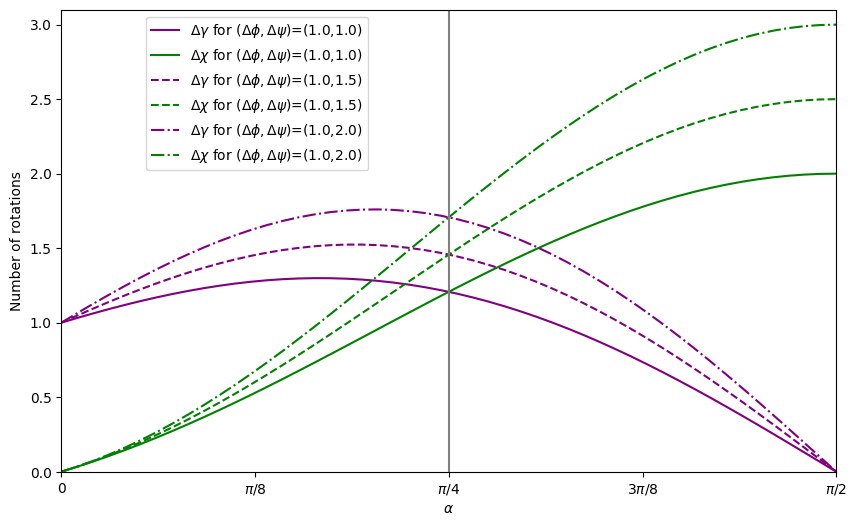 3.0
Δγ for (Δϕ, Δψ)=(1.0,1.0)
Δχ for (Δϕ, Δψ)=(1.0,1.0)
Δγ for (Δϕ, Δψ)=(1.0,1.5)
Δχ for (Δϕ, Δψ)=(1.0,1.5)
Δγ for (Δϕ, Δψ)=(1.0,2.0)
Δχ for (Δϕ, Δψ)=(1.0,2.0)
2.5
2.0
1.5
1.0
0.5
0.0
Number of rotations
0 π/8 π/4 3π/8 π/2
α